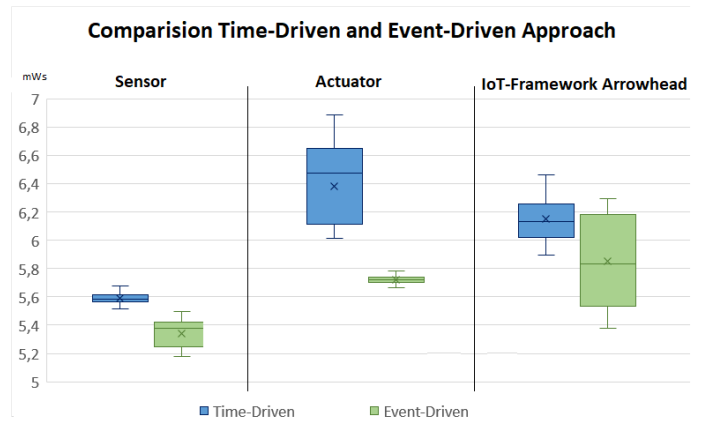 Comparision Time-Driven and Event-Driven Approach
mWs
Sensor
Actuator
IoT-Framework Arrowhead
7
6,8
6,6
6,4
6,2
6
5,8
5,6
5,4
5,2
5
Time-Driven
Event-Driven